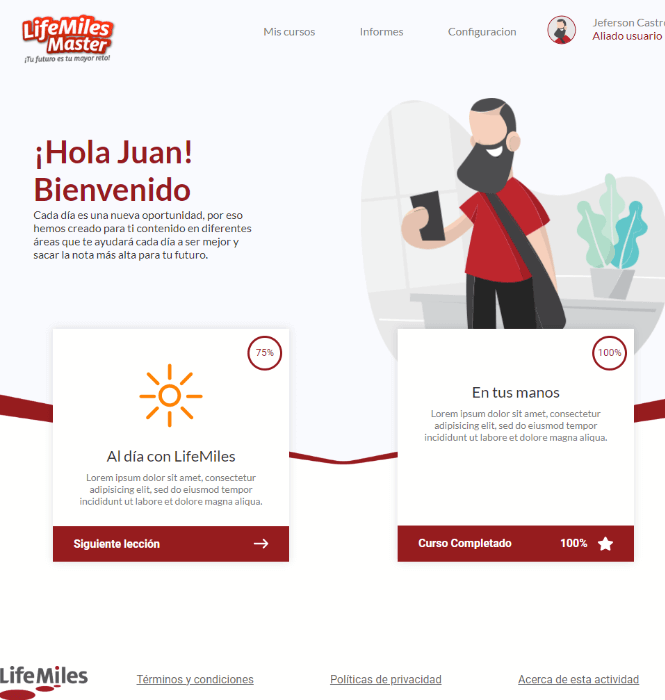 LifeMiles
Master
¡Tu futuro es tu mayor reto!
Mis cursos
Informes
Configuracion
Jeferson Castr
Aliado usuario
¡Hola Juan!
Bienvenido
Cada día es una nueva oportunidad, por eso
hemos creado para ti contenido en diferentes
áreas que te ayudará cada día a ser mejor y
sacar la nota más alta para tu futuro.
75%
Al día con LifeMiles
Lorem ipsum dolor sit amet, consectetur
adipisicing elit, sed do eiusmod tempor
incididunt ut labore et dolore magna aliqua.
Siguiente lección
100%
En tus manos
Lorem ipsum dolor sit amet, consectetur
adipisicing elit, sed do eiusmod tempor
incididunt ut labore et dolore magna aliqua.
Curso Completado 100%
LifeMiles
Términos y condiciones
Políticas de privacidad
Acerca de esta actividad